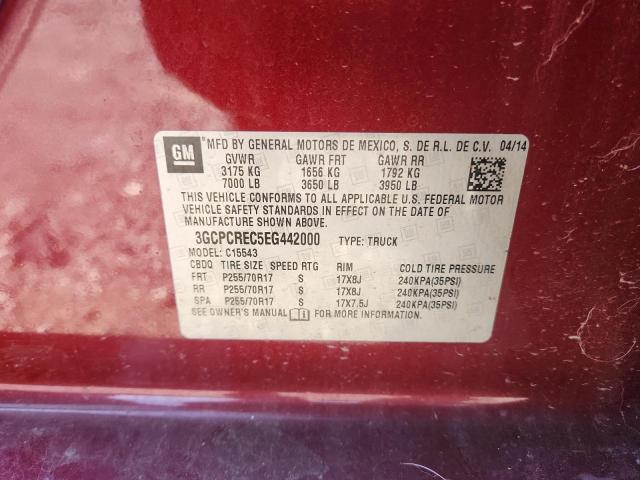 GM
MFD BY GENERAL MOTORS DE MEXICO, S. DE R.L. DE C.V. 04/14
GVWR GAWR FRT GAWR RR
3175 KG 1656 KG 1792 KG
7000 LB 3650 LB 3950 LB
THIS VEHICLE CONFORMS TO ALL APPLICABLE U.S. FEDERAL MOTOR
VEHICLE SAFETY STANDARDS IN EFFECT ON THE DATE OF
MANUFACTURE SHOWN ABOVE.
3GCPCREC5EG442000 TYPE: TRUCK
MODEL: C15543
CBDQ TIRE SIZE SPEED RTG RIM COLD TIRE PRESSURE
FRT P255/70R17 S 17X8J 240KPA(35PSI)
RR P255/70R17 S 17X8J 240KPA(35PSI)
SPA P255/70R17 S 17X7.5J 240KPA(35PSI)
SEE OWNER'S MANUAL FOR MORE INFORMATION.